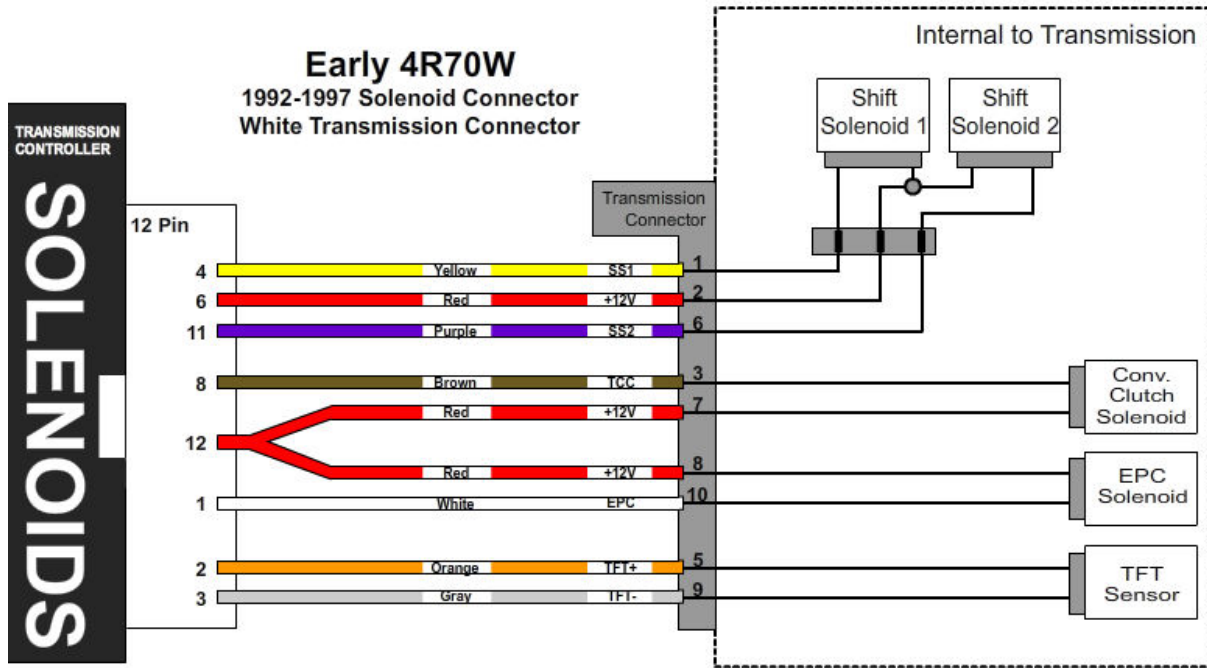 Early 4R70W
1992-1997 Solenoid Connector
White Transmission Connector
Internal to Transmission
TRANSMISSION
CONTROLLER
SOLENOIDS
12 Pin
Transmission
Connector
Shift
Solenoid 1
Shift
Solenoid 2
4 Yellow SS1 1
6 Red +12V 2
11 Purple SS2 6
8 Brown TCC 3
Red +12V 7
12
Red +12V 8
1 White EPC 10
2 Orange TFT+ 5
3 Gray TFT- 9
Conv.
Clutch
Solenoid
EPC
Solenoid
TFT
Sensor